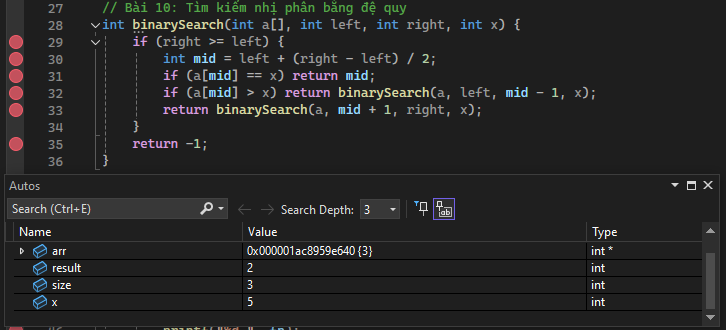 27 // Bài 10: Tìm kiếm nhị phân bằng đệ quy
28 int binarySearch(int a[], int left, int right, int x) {
29 if (right >= left) {
30 int mid = left + (right - left) / 2;
31 if (a[mid] == x) return mid;
32 if (a[mid] > x) return binarySearch(a, left, mid - 1, x);
33 return binarySearch(a, mid + 1, right, x);
34 }
35 return -1;
36 }
Autos
Search (Ctrl+E) Search Depth: 3
Name Value Type
arr 0x000001ac8959e640 {3} int *
result 2 int
size 3 int
x 5 int